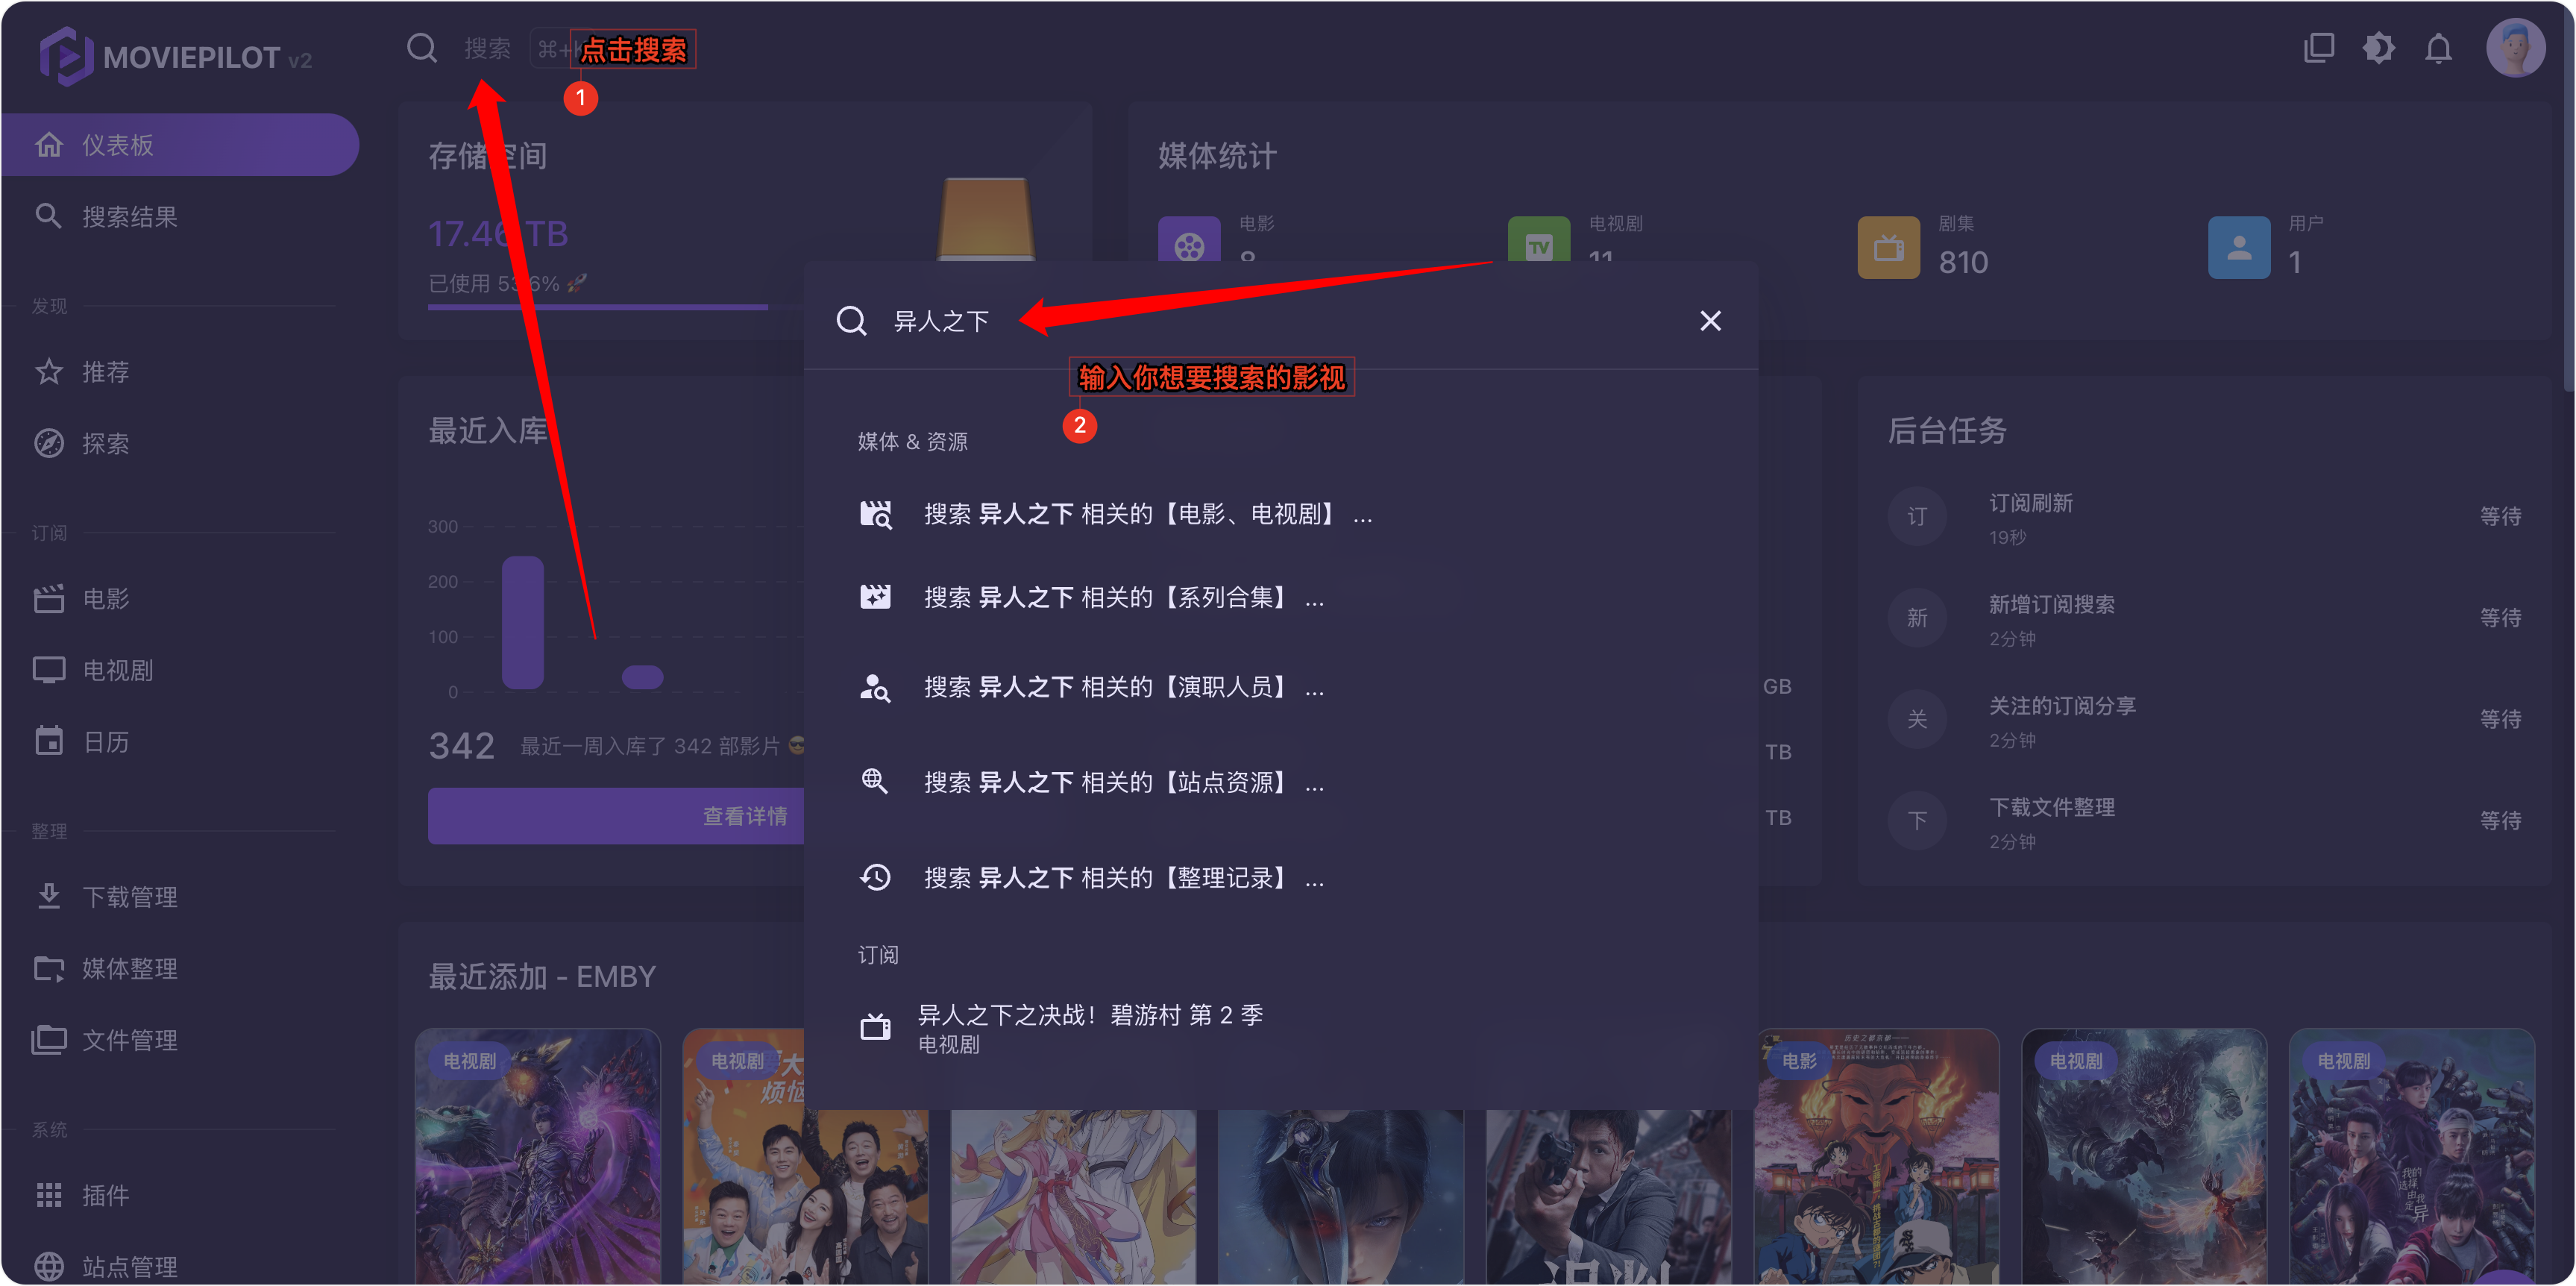 MOVIEPILOT v2
搜索
⌘+K
点击搜索
1
仪表板
搜索结果
发现
推荐
探索
订阅
电影
电视剧
日历
整理
下载管理
媒体整理
文件管理
系统
插件
站点管理
存储空间
17.46 TB
已使用 53.6% 🚀
媒体统计
电影
8
电视剧
TV
11
剧集
810
用户
1
异人之下
输入你想要搜索的影视
2
媒体 & 资源
搜索 异人之下 相关的【电影、电视剧】 ...
搜索 异人之下 相关的【系列合集】 ...
搜索 异人之下 相关的【演职人员】 ...
搜索 异人之下 相关的【站点资源】 ...
搜索 异人之下 相关的【整理记录】 ...
订阅
异人之下之决战！碧游村 第 2 季
电视剧
最近入库
300
200
100
0
342
最近一周入库了 342 部影片 😎
查看详情
GB
TB
TB
后台任务
订
订阅刷新
19秒
等待
新
新增订阅搜索
2分钟
等待
关
关注的订阅分享
2分钟
等待
下
下载文件整理
2分钟
等待
最近添加 - EMBY
电视剧
电视剧
大
烦恼
电影
电视剧
电视剧
误判